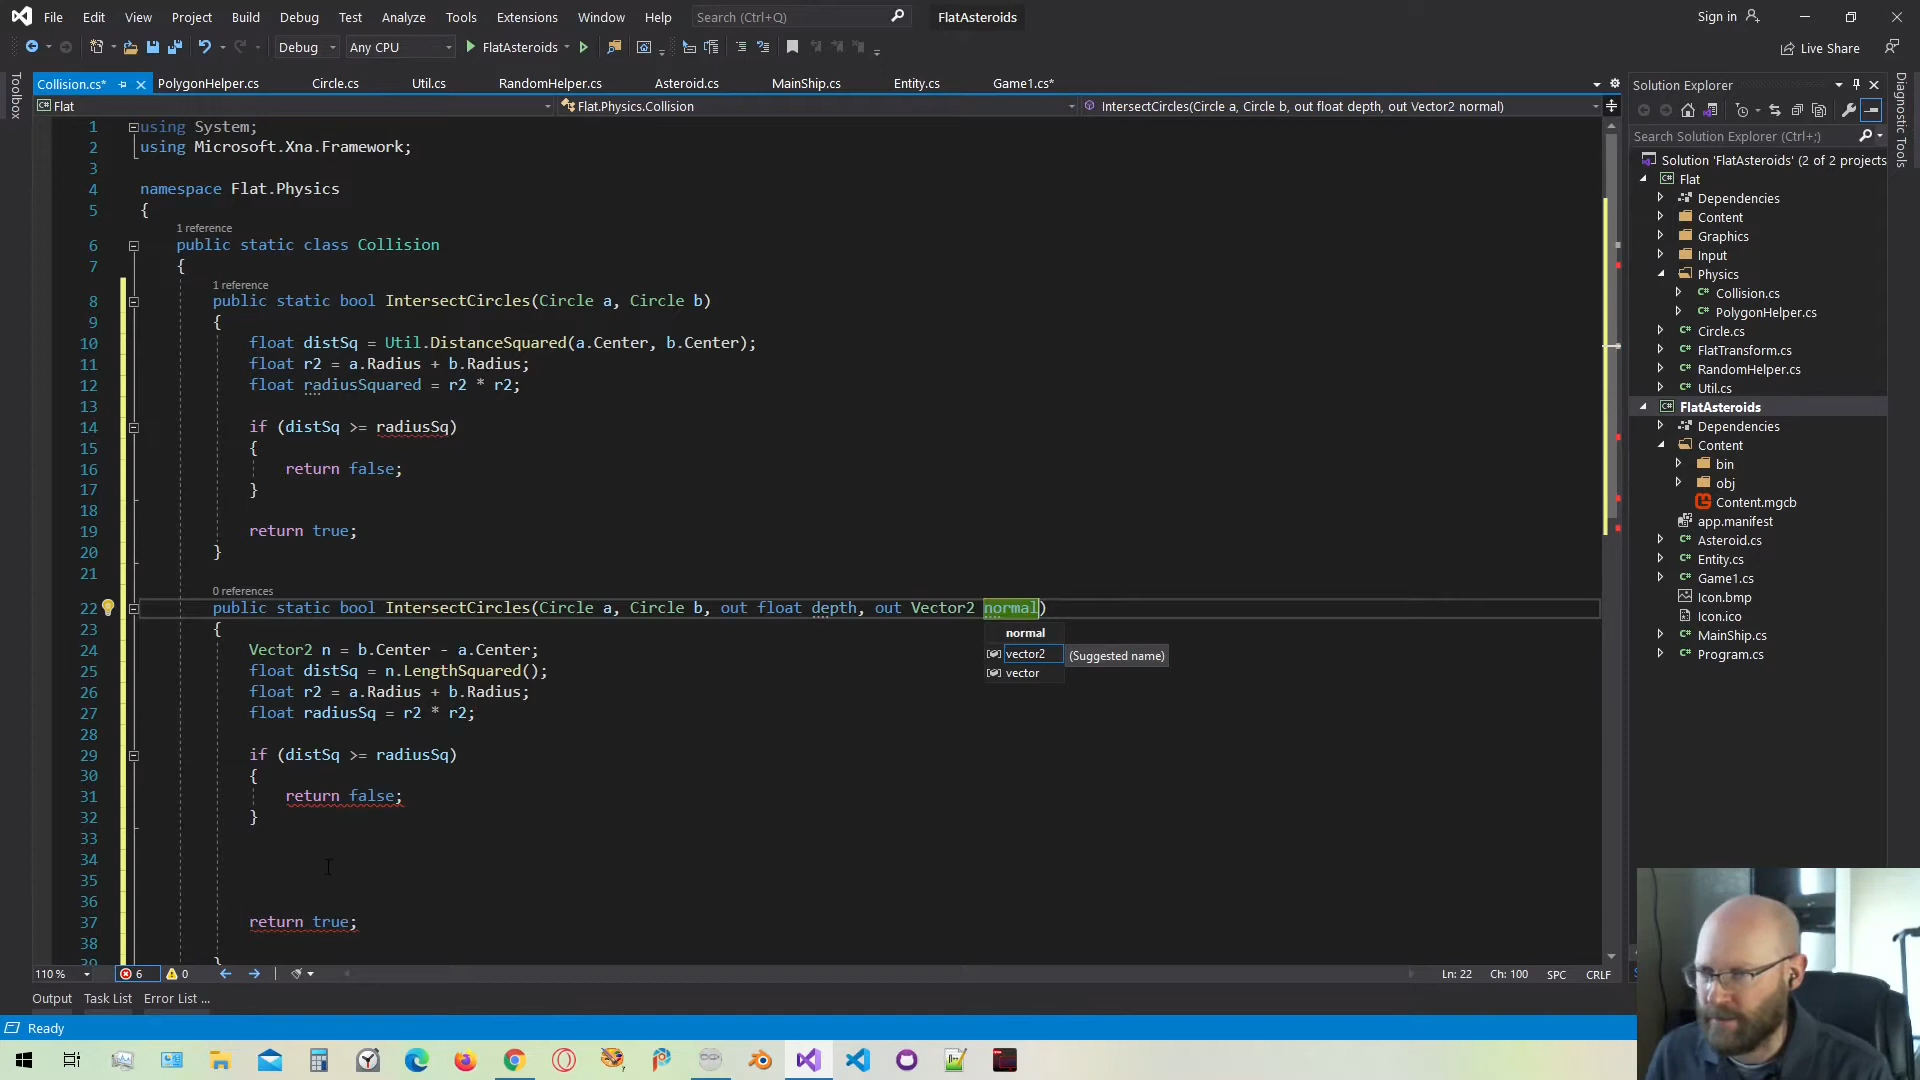 File Edit View Project Build Debug Test Analyze Tools Extensions Window Help Search (Ctrl+Q) FlatAsteroids Sign in
Debug Any CPU FlatAsteroids Live Share
Toolbox
Collision.cs* PolygonHelper.cs Circle.cs Util.cs RandomHelper.cs Asteroid.cs MainShip.cs Entity.cs Game1.cs*
Flat Flat.Physics.Collision IntersectCircles(Circle a, Circle b, out float depth, out Vector2 normal)
1 using System;
2 using Microsoft.Xna.Framework;
3
4 namespace Flat.Physics
5 {
1 reference
6 public static class Collision
7 {
1 reference
8 public static bool IntersectCircles(Circle a, Circle b)
9 {
10 float distSq = Util.DistanceSquared(a.Center, b.Center);
11 float r2 = a.Radius + b.Radius;
12 float radiusSquared = r2 * r2;
13
14 if (distSq >= radiusSq)
15 {
16 return false;
17 }
18
19 return true;
20 }
21
0 references
22 public static bool IntersectCircles(Circle a, Circle b, out float depth, out Vector2 normal)
23 {
normal
24 Vector2 n = b.Center - a.Center;
vector2 (Suggested name)
25 float distSq = n.LengthSquared();
vector
26 float r2 = a.Radius + b.Radius;
27 float radiusSq = r2 * r2;
28
29 if (distSq >= radiusSq)
30 {
31 return false;
32 }
33
34
35
36
37 return true;
38
39 }
110 % 6 0 Ln: 22 Ch: 100 SPC CRLF
Output Task List Error List ...
Ready
Solution Explorer
Search Solution Explorer (Ctrl+;)
Solution 'FlatAsteroids' (2 of 2 projects
Flat
Dependencies
Content
Graphics
Input
Physics
Collision.cs
PolygonHelper.cs
Circle.cs
FlatTransform.cs
RandomHelper.cs
Util.cs
FlatAsteroids
Dependencies
Content
bin
obj
Content.mgcb
app.manifest
Asteroid.cs
Entity.cs
Game1.cs
Icon.bmp
Icon.ico
MainShip.cs
Program.cs
Diagnostic Tools